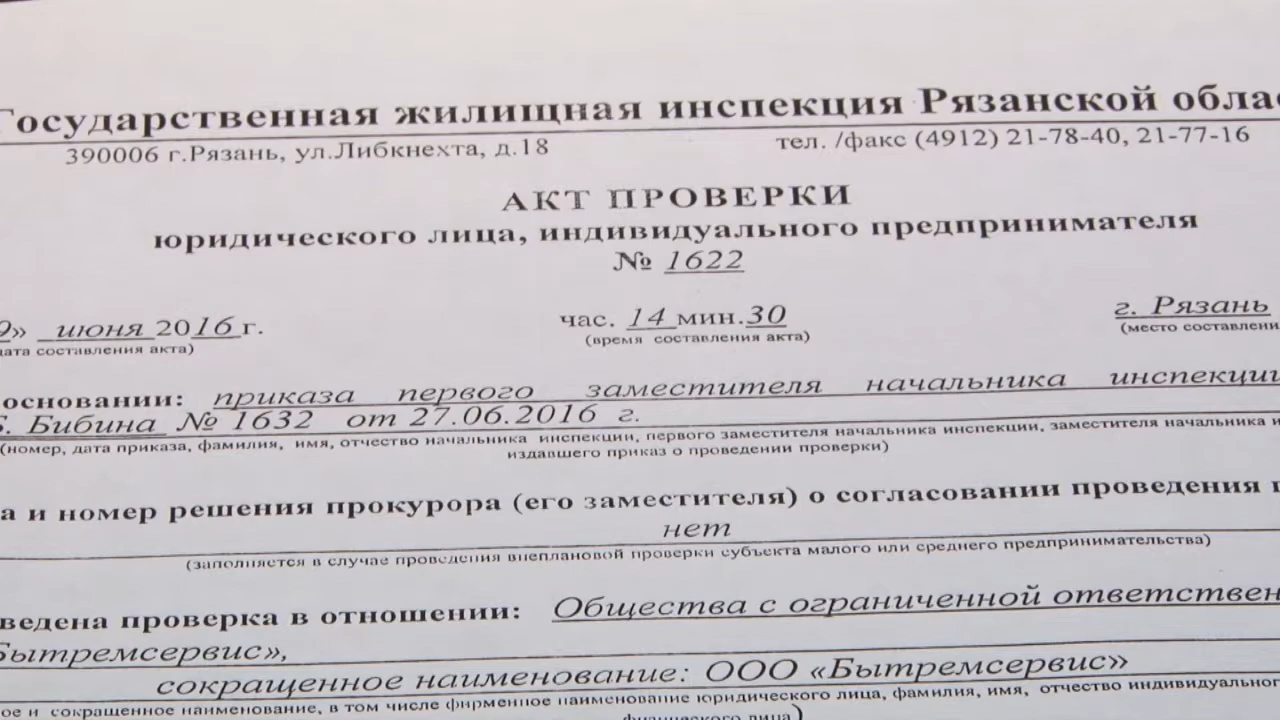 Государственная жилищная инспекция Рязанской облас
390006 г.Рязань, ул.Либкнехта, д.18 тел. /факс (4912) 21-78-40, 21-77-16
АКТ ПРОВЕРКИ
юридического лица, индивидуального предпринимателя
№ 1622
9» июня 2016 г. час. 14 мин.30 г. Рязань
дата составления акта) (время составления акта) (место составлени
основании: приказа первого заместителя начальника инспекции
Бибина № 1632 от 27.06.2016 г.
(номер, дата приказа, фамилия, имя, отчество начальника инспекции, первого заместителя начальника инспекции, заместителя начальника и
издавшего приказ о проведении проверки)
а и номер решения прокурора (его заместителя) о согласовании проведения п
нет
(заполняется в случае проведения внеплановой проверки субъекта малого или среднего предпринимательства)
ведена проверка в отношении: Общества с ограниченной ответствен
Бытремсервис»,
сокращенное наименование: ООО «Бытремсервис»
ое и сокращенное наименование, в том числе фирменное наименование юридического лица, фамилия, имя, отчество индивидуальног
физического лица)